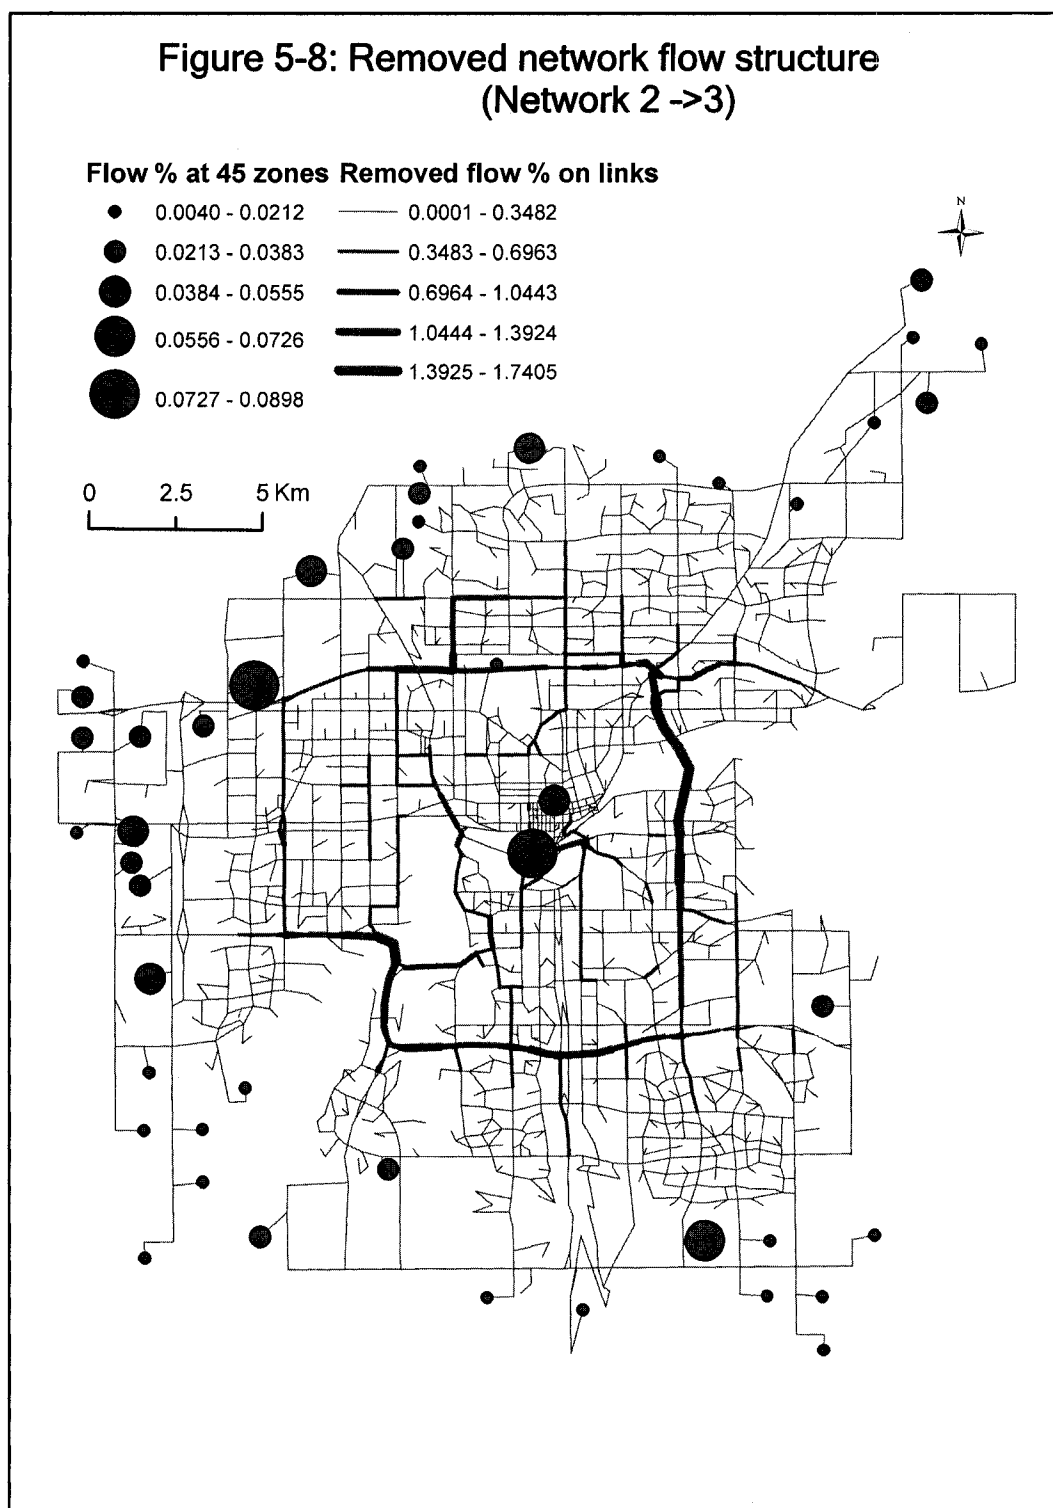 Figure 5-8: Removed network flow structure
(Network 2 ->3)
Flow % at 45 zones Removed flow % on links
0.0040 - 0.0212 0.0001 - 0.3482
0.0213 - 0.0383 0.3483 - 0.6963
0.0384 - 0.0555 0.6964 - 1.0443
0.0556 - 0.0726 1.0444 - 1.3924
0.0727 - 0.0898 1.3925 - 1.7405
N
0 2.5 5 Km